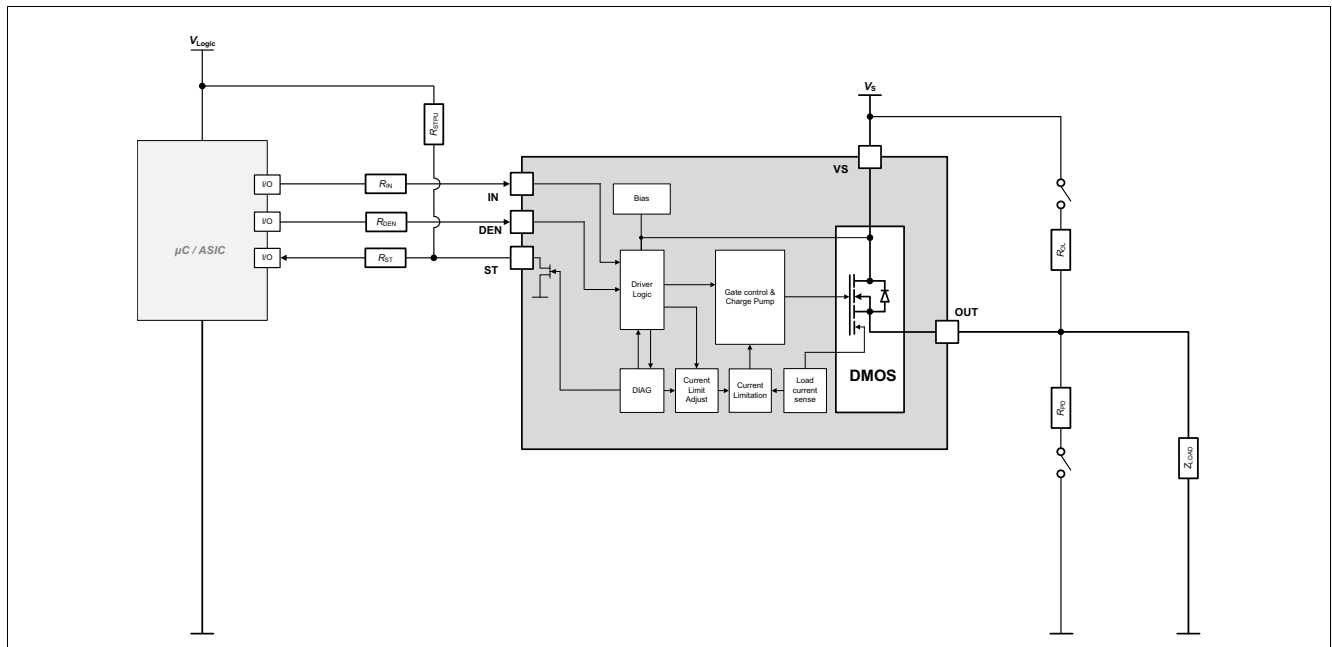 VLogic
VS
RSTPU
VS
I/O
RIN
IN
Bias
I/O
RDEN
DEN
ROL
µC / ASIC
I/O
RST
ST
Driver
Logic
Gate control &
Charge Pump
OUT
DMOS
DIAG
Current
Limit
Adjust
Current
Limitation
Load
current
sense
RPD
ZLOAD